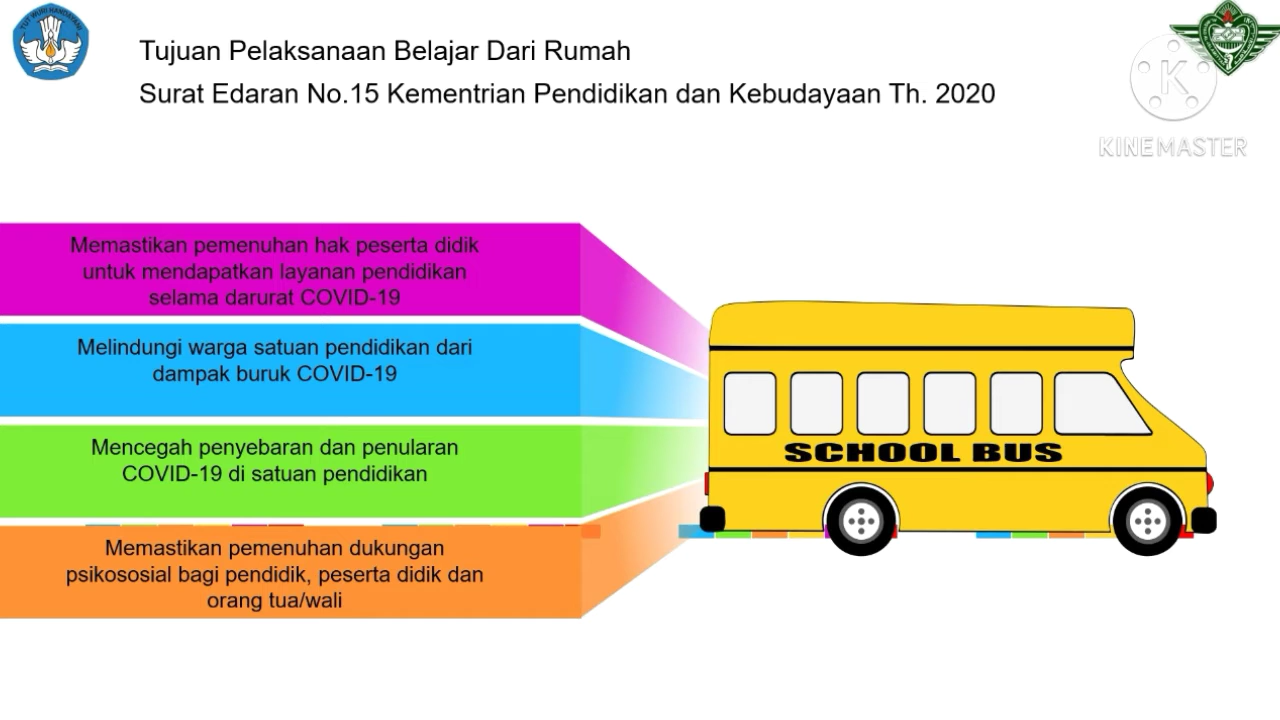 TUT WURI HANDAYANI
Tujuan Pelaksanaan Belajar Dari Rumah
Surat Edaran No.15 Kementrian Pendidikan dan Kebudayaan Th. 2020
K
KINEMASTER
Memastikan pemenuhan hak peserta didik
untuk mendapatkan layanan pendidikan
selama darurat COVID-19
Melindungi warga satuan pendidikan dari
dampak buruk COVID-19
Mencegah penyebaran dan penularan
COVID-19 di satuan pendidikan
Memastikan pemenuhan dukungan
psikososial bagi pendidik, peserta didik dan
orang tua/wali
SCHOOL BUS